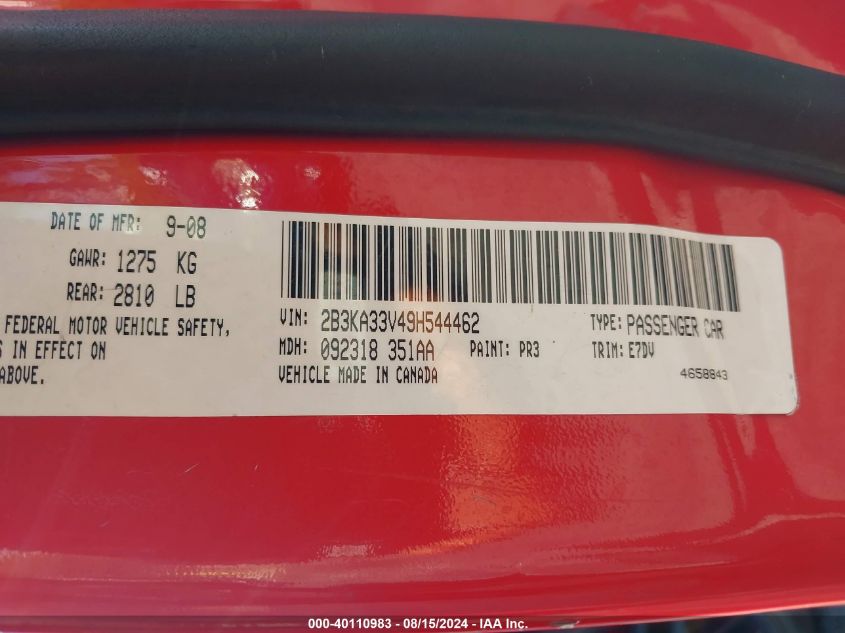 DATE OF MFR: 9-08
GAWR: 1275 KG
REAR: 2810 LB
FEDERAL MOTOR VEHICLE SAFETY,
IN EFFECT ON
ABOVE.
VIN: 2B3KA33V49H544462 TYPE: PASSENGER CAR
MDH: 092318 351AA PAINT: PR3 TRIM: E7DV
VEHICLE MADE IN CANADA 4658843
000-40110983 - 08/15/2024 - IAA Inc.